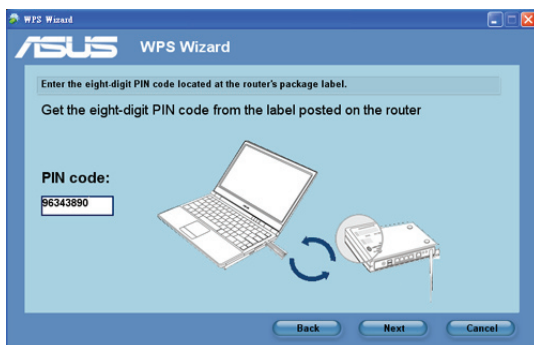 WPS Wizard
ASUS WPS Wizard
Enter the eight-digit PIN code located at the router's package label.
Get the eight-digit PIN code from the label posted on the router
PIN code:
96343890
Back Next Cancel